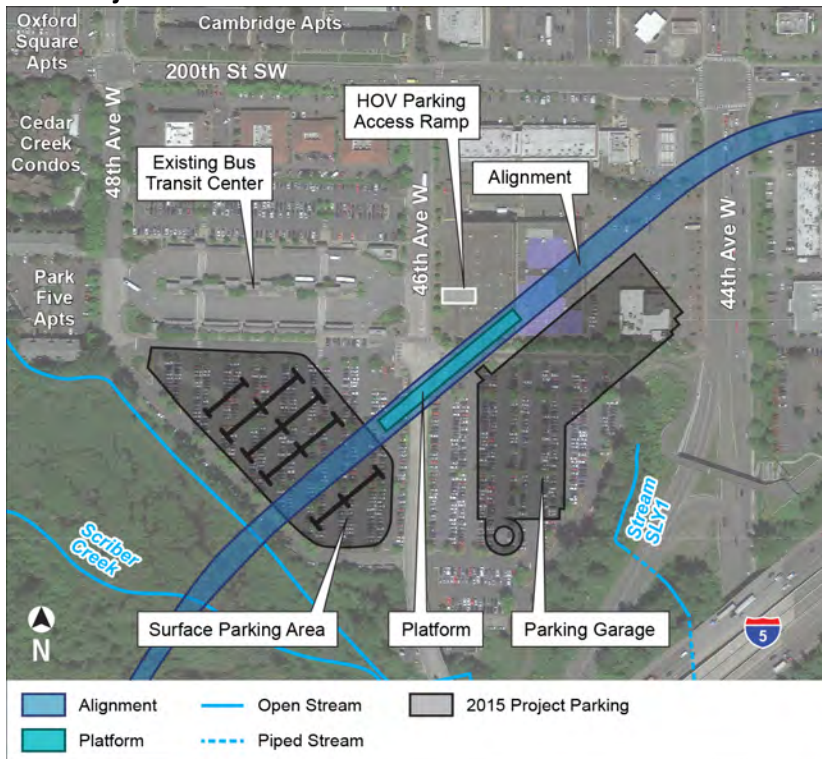 Oxford
Square
Apts
Cambridge Apts
200th St SW
HOV Parking
Access Ramp
Cedar
Creek
Condos
48th Ave W
Existing Bus
Transit Center
Alignment
46th Ave W
44th Ave W
Park
Five
Apts
Stream
SLY1
Scriber
Creek
Surface Parking Area
Platform
Parking Garage
N
5
Alignment
Open Stream
2015 Project Parking
Platform
Piped Stream